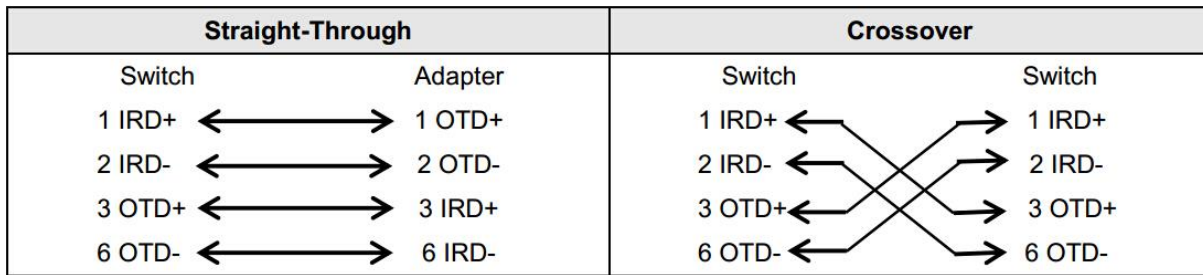 Straight-Through Crossover
Switch Adapter Switch Switch
1 IRD+ 1 OTD+ 1 IRD+ 1 IRD+
2 IRD- 2 OTD- 2 IRD- 2 IRD-
3 OTD+ 3 IRD+ 3 OTD+ 3 OTD+
6 OTD- 6 IRD- 6 OTD- 6 OTD-